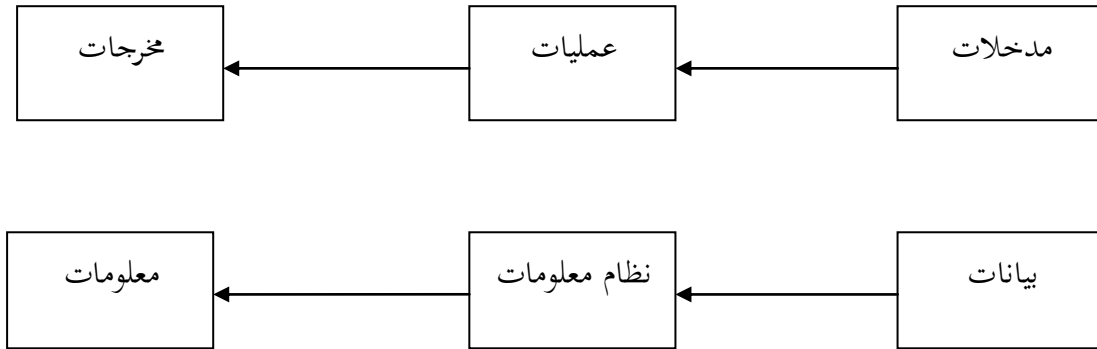 مدخلات
عمليات
مخرجات
بيانات
نظام معلومات
معلومات